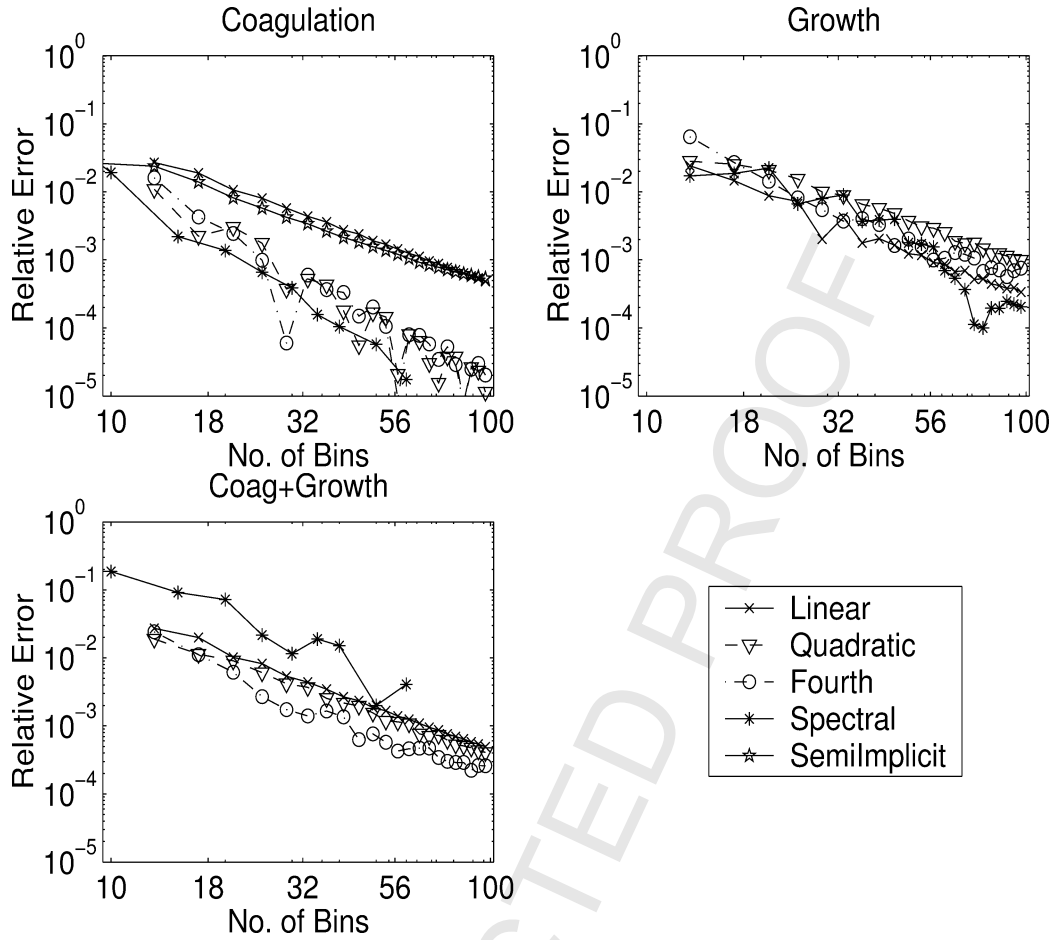 Coagulation
10^0
10^-1
10^-2
10^-3
10^-4
10^-5
Relative Error
10 18 32 56 100
No. of Bins
Growth
10^0
10^-1
10^-2
10^-3
10^-4
10^-5
Relative Error
10 18 32 56 100
No. of Bins
Coag+Growth
10^0
10^-1
10^-2
10^-3
10^-4
10^-5
Relative Error
10 18 32 56 100
No. of Bins
Linear
Quadratic
Fourth
Spectral
SemiImplicit
CTED PROOF